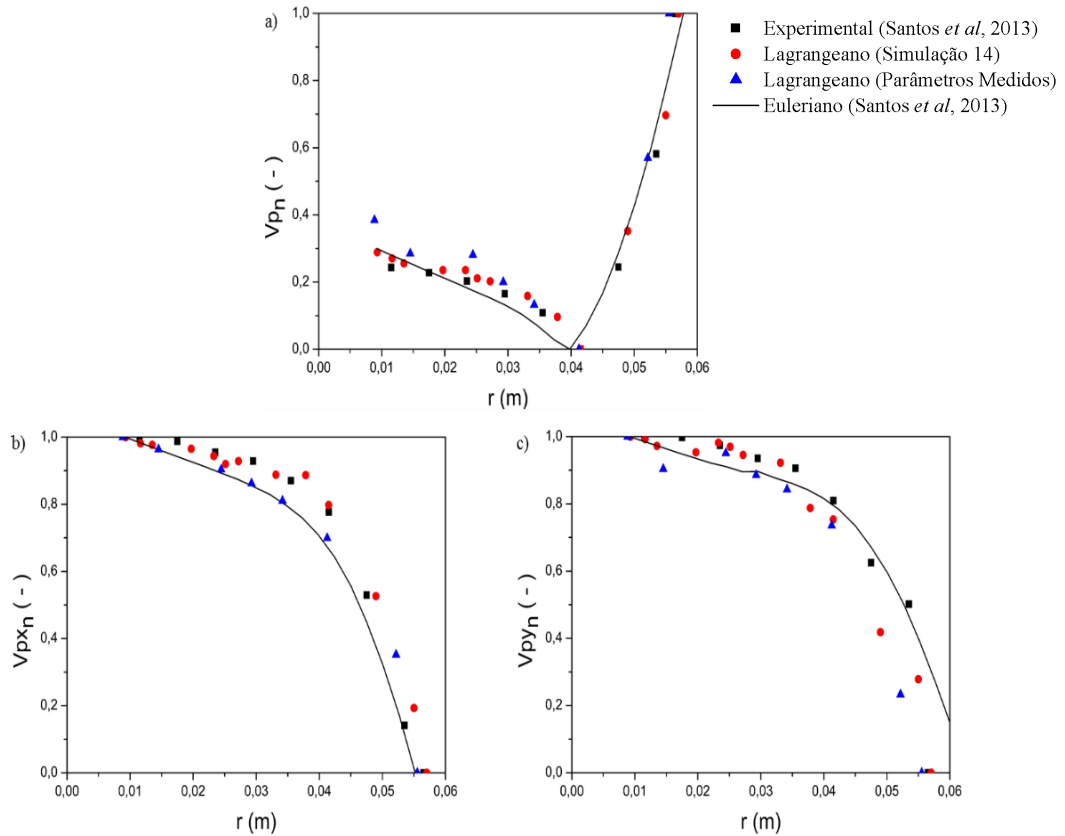 a)
Experimental (Santos et al, 2013)
Lagrangeano (Simulação 14)
Lagrangeano (Parâmetros Medidos)
Euleriano (Santos et al, 2013)
1,0
0,8
0,6
0,4
0,2
0,0
Vpn ( - )
0,00 0,01 0,02 0,03 0,04 0,05 0,06
r (m)
b)
1,0
0,8
0,6
0,4
0,2
0,0
Vpxn ( - )
0,00 0,01 0,02 0,03 0,04 0,05 0,06
r (m)
c)
1,0
0,8
0,6
0,4
0,2
0,0
Vpyn ( - )
0,00 0,01 0,02 0,03 0,04 0,05 0,06
r (m)